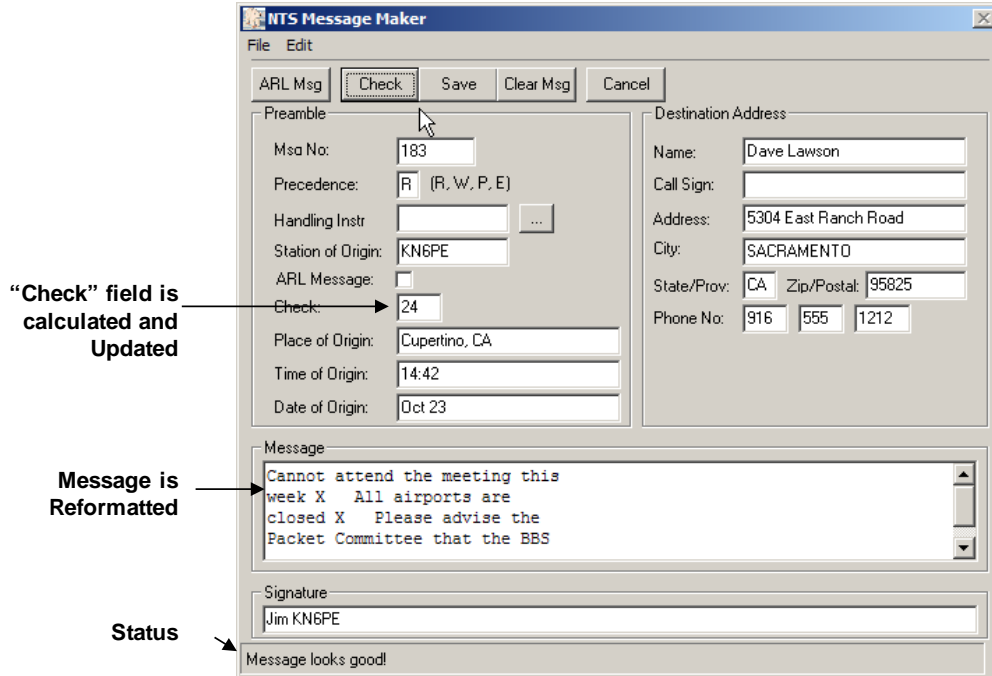 NTS Message Maker
File Edit
ARL Msg Check Save Clear Msg Cancel
Preamble
Msg No: 183
Precedence: R (R, W, P, E)
Handling Instr ...
Station of Origin: KN6PE
ARL Message:
Check: 24
Place of Origin: Cupertino, CA
Time of Origin: 14:42
Date of Origin: Oct 23
Destination Address
Name: Dave Lawson
Call Sign:
Address: 5304 East Ranch Road
City: SACRAMENTO
State/Prov: CA Zip/Postal: 95825
Phone No: 916 555 1212
“Check” field is
calculated and
Updated
Message is
Reformatted
Message
Cannot attend the meeting this
week X All airports are
closed X Please advise the
Packet Committee that the BBS
Signature
Jim KN6PE
Status
Message looks good!